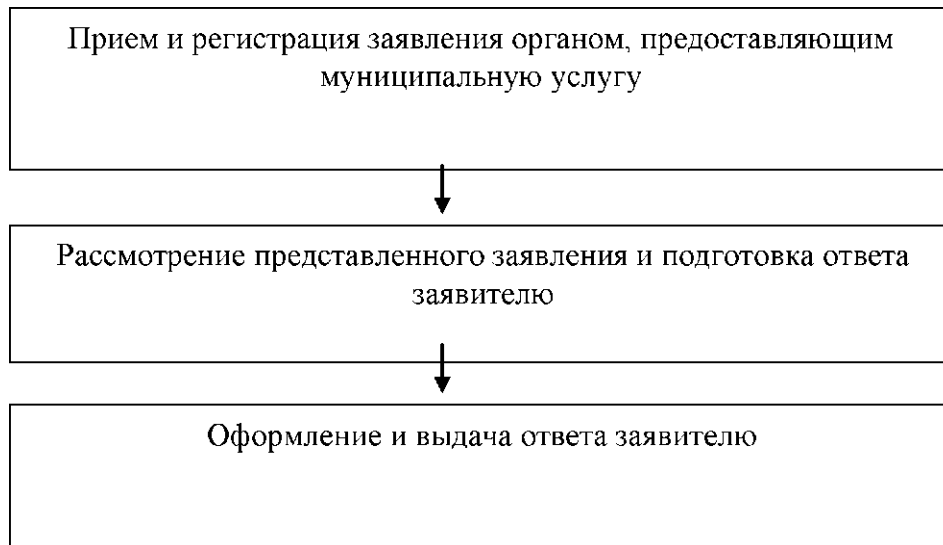 Прием и регистрация заявления органом, предоставляющим
муниципальную услугу
Рассмотрение представленного заявления и подготовка ответа
заявителю
Оформление и выдача ответа заявителю